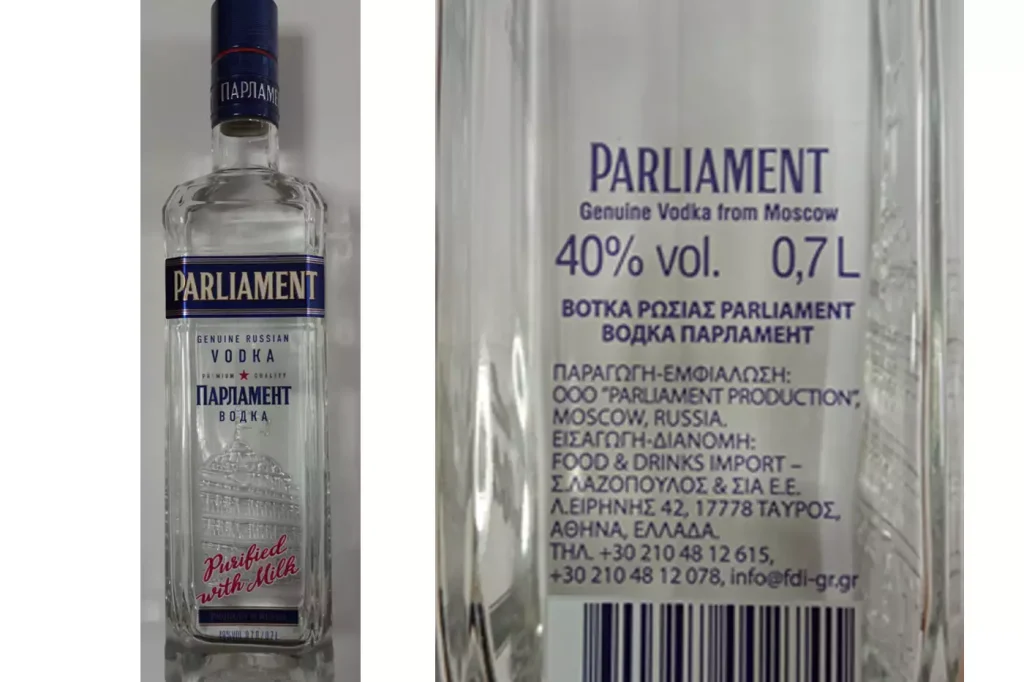 ПАРЛАМЕ
PARLIAMENT
GENUINE RUSSIAN
VODKA
PREMIUM ★ QUALITY
ПАРЛАМЕНТ
ВОДКА
Purified
with Milk
PARLIAMENT
Genuine Vodka from Moscow
40% vol. 0,7 L
ΒΟΤΚΑ ΡΩΣΙΑΣ PARLIAMENT
ВОДКА ПАРЛАМЕНТ
ΠΑΡΑΓΩΓΗ-ΕΜΦΙΑΛΩΣΗ:
OOO "PARLIAMENT PRODUCTION",
MOSCOW, RUSSIA.
ΕΙΣΑΓΩΓΗ-ΔΙΑΝΟΜΗ:
FOOD & DRINKS IMPORT –
Σ.ΛΑΖΟΠΟΥΛΟΣ & ΣΙΑ Ε.Ε.
Λ.ΕΙΡΗΝΗΣ 42, 17778 ΤΑΥΡΟΣ,
ΑΘΗΝΑ, ΕΛΛΑΔΑ.
ΤΗΛ. +30 210 48 12 615,
+30 210 48 12 078, info@fdi-gr.gr